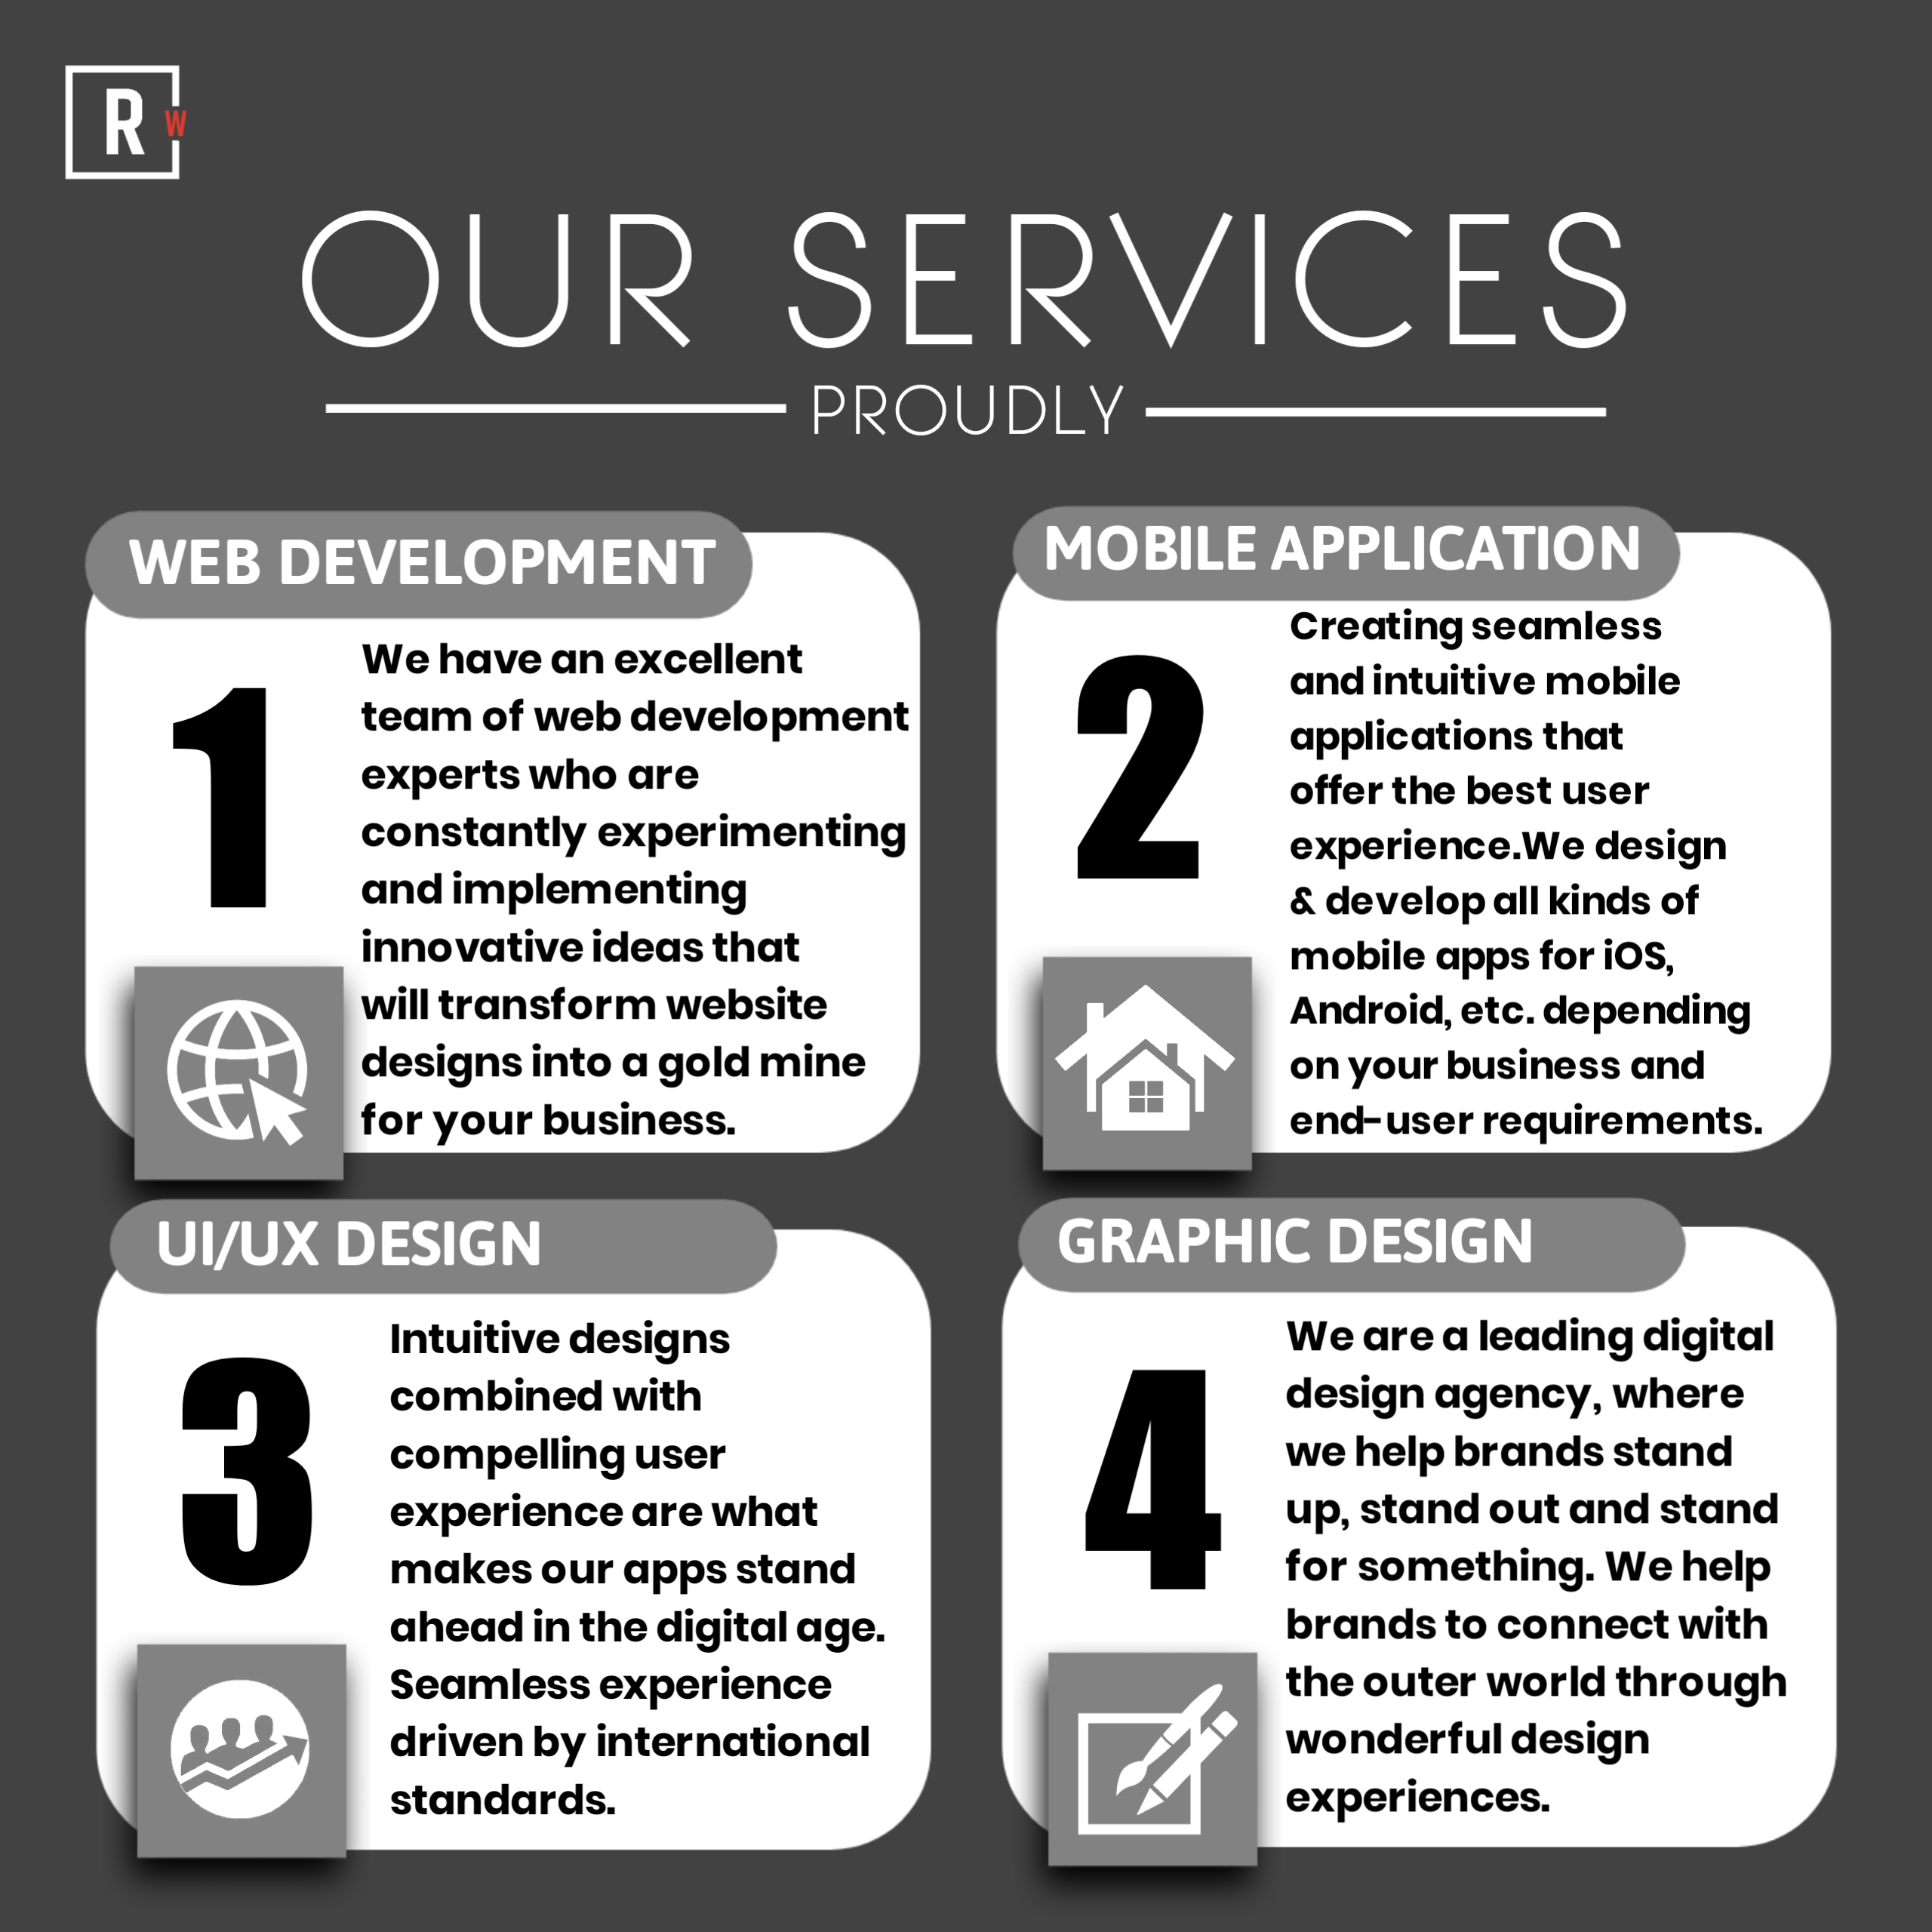 R W
OUR SERVICES
PROUDLY
WEB DEVELOPMENT
1
We have an excellent
team of web development
experts who are
constantly experimenting
and implementing
innovative ideas that
will transform website
designs into a gold mine
for your business.
MOBILE APPLICATION
2
Creating seamless
and intuitive mobile
applications that
offer the best user
experience.We design
& develop all kinds of
mobile apps for iOS,
Android, etc. depending
on your business and
end-user requirements.
UI/UX DESIGN
3
Intuitive designs
combined with
compelling user
experience are what
makes our apps stand
ahead in the digital age.
Seamless experience
driven by international
standards.
GRAPHIC DESIGN
4
We are a leading digital
design agency, where
we help brands stand
up, stand out and stand
for something. We help
brands to connect with
the outer world through
wonderful design
experiences.